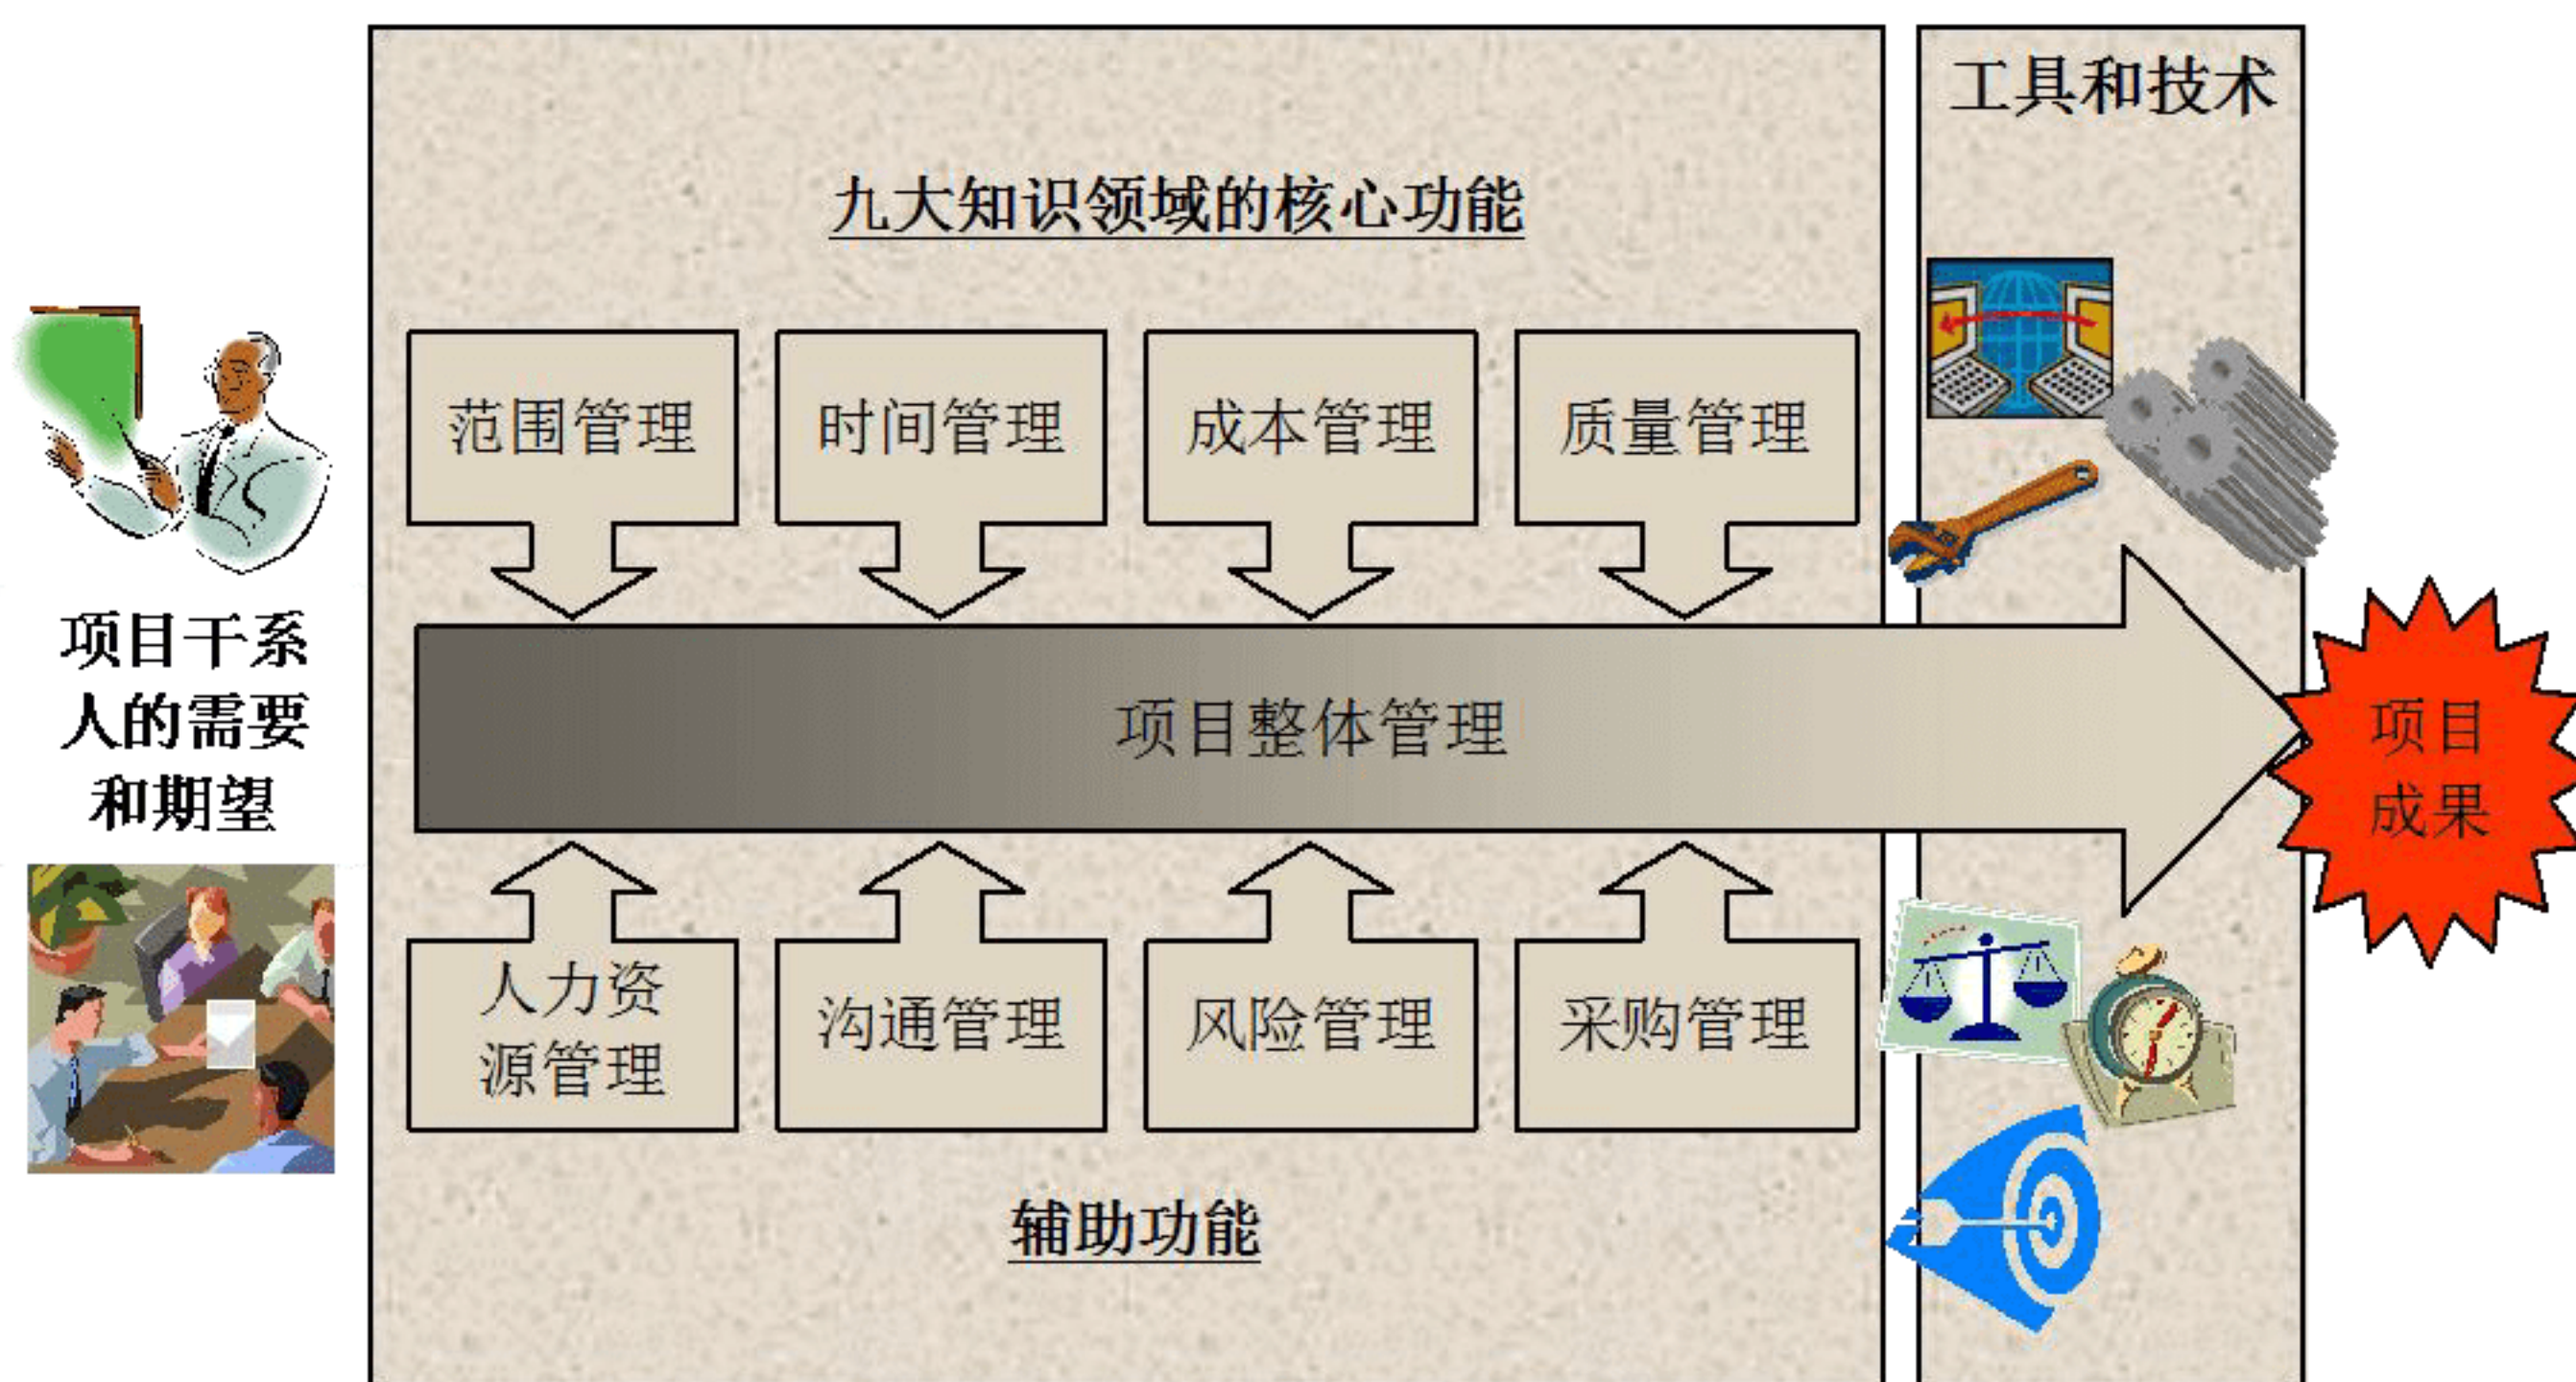 工具和技术
九大知识领域的核心功能
范围管理
时间管理
成本管理
质量管理
项目干系
人的需要
和期望
项目整体管理
项目
成果
人力资
源管理
沟通管理
风险管理
采购管理
辅助功能